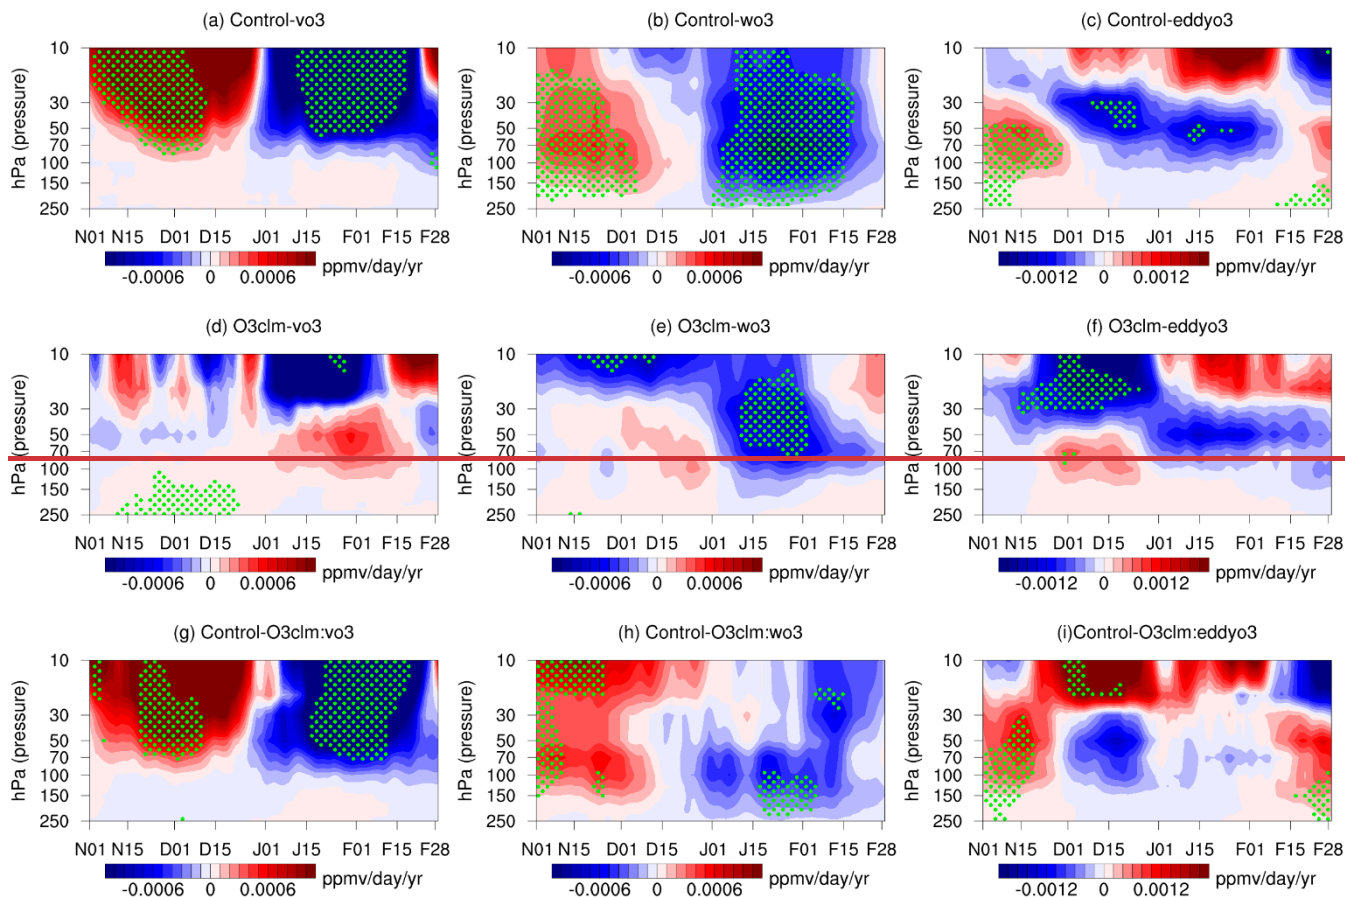 (a) Control-vo3
(b) Control-wo3
(c) Control-eddyo3
hPa (pressure)
10
30
50
70
100
150
250
N01 N15 D01 D15 J01 J15 F01 F15 F28
-0.0006 0 0.0006 ppmv/day/yr
hPa (pressure)
10
30
50
70
100
150
250
N01 N15 D01 D15 J01 J15 F01 F15 F28
-0.0006 0 0.0006 ppmv/day/yr
hPa (pressure)
10
30
50
70
100
150
250
N01 N15 D01 D15 J01 J15 F01 F15 F28
-0.0012 0 0.0012 ppmv/day/yr
(d) O3clm-vo3
(e) O3clm-wo3
(f) O3clm-eddyo3
hPa (pressure)
10
30
50
70
100
150
250
N01 N15 D01 D15 J01 J15 F01 F15 F28
-0.0006 0 0.0006 ppmv/day/yr
hPa (pressure)
10
30
50
70
100
150
250
N01 N15 D01 D15 J01 J15 F01 F15 F28
-0.0006 0 0.0006 ppmv/day/yr
hPa (pressure)
10
30
50
70
100
150
250
N01 N15 D01 D15 J01 J15 F01 F15 F28
-0.0012 0 0.0012 ppmv/day/yr
(g) Control-O3clm:vo3
(h) Control-O3clm:wo3
(i)Control-O3clm:eddyo3
hPa (pressure)
10
30
50
70
100
150
250
N01 N15 D01 D15 J01 J15 F01 F15 F28
-0.0006 0 0.0006 ppmv/day/yr
hPa (pressure)
10
30
50
70
100
150
250
N01 N15 D01 D15 J01 J15 F01 F15 F28
-0.0006 0 0.0006 ppmv/day/yr
hPa (pressure)
10
30
50
70
100
150
250
N01 N15 D01 D15 J01 J15 F01 F15 F28
-0.0012 0 0.0012 ppmv/day/yr